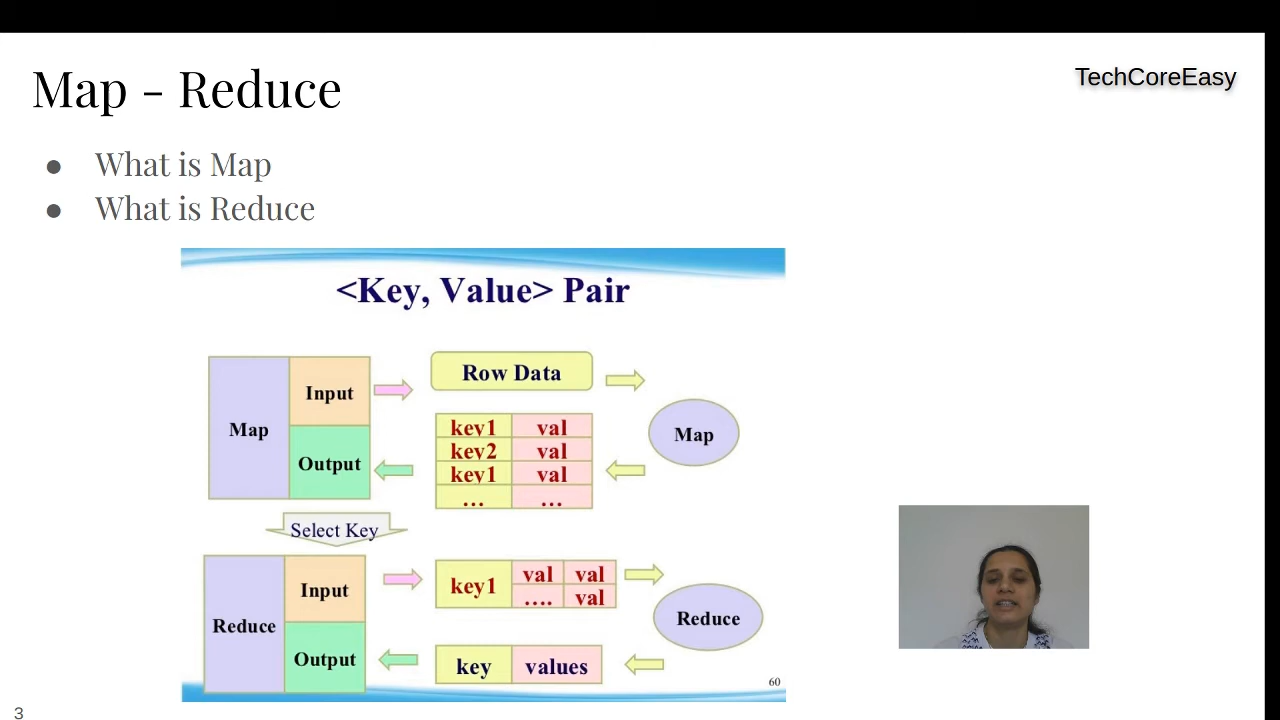 Map - Reduce
TechCoreEasy
● What is Map
● What is Reduce
<Key, Value> Pair
Map
Input
Output
Row Data
key1 val
key2 val
key1 val
... ...
Map
Select Key
Reduce
Input
Output
key1
val val
.... val
Reduce
key values
60
3